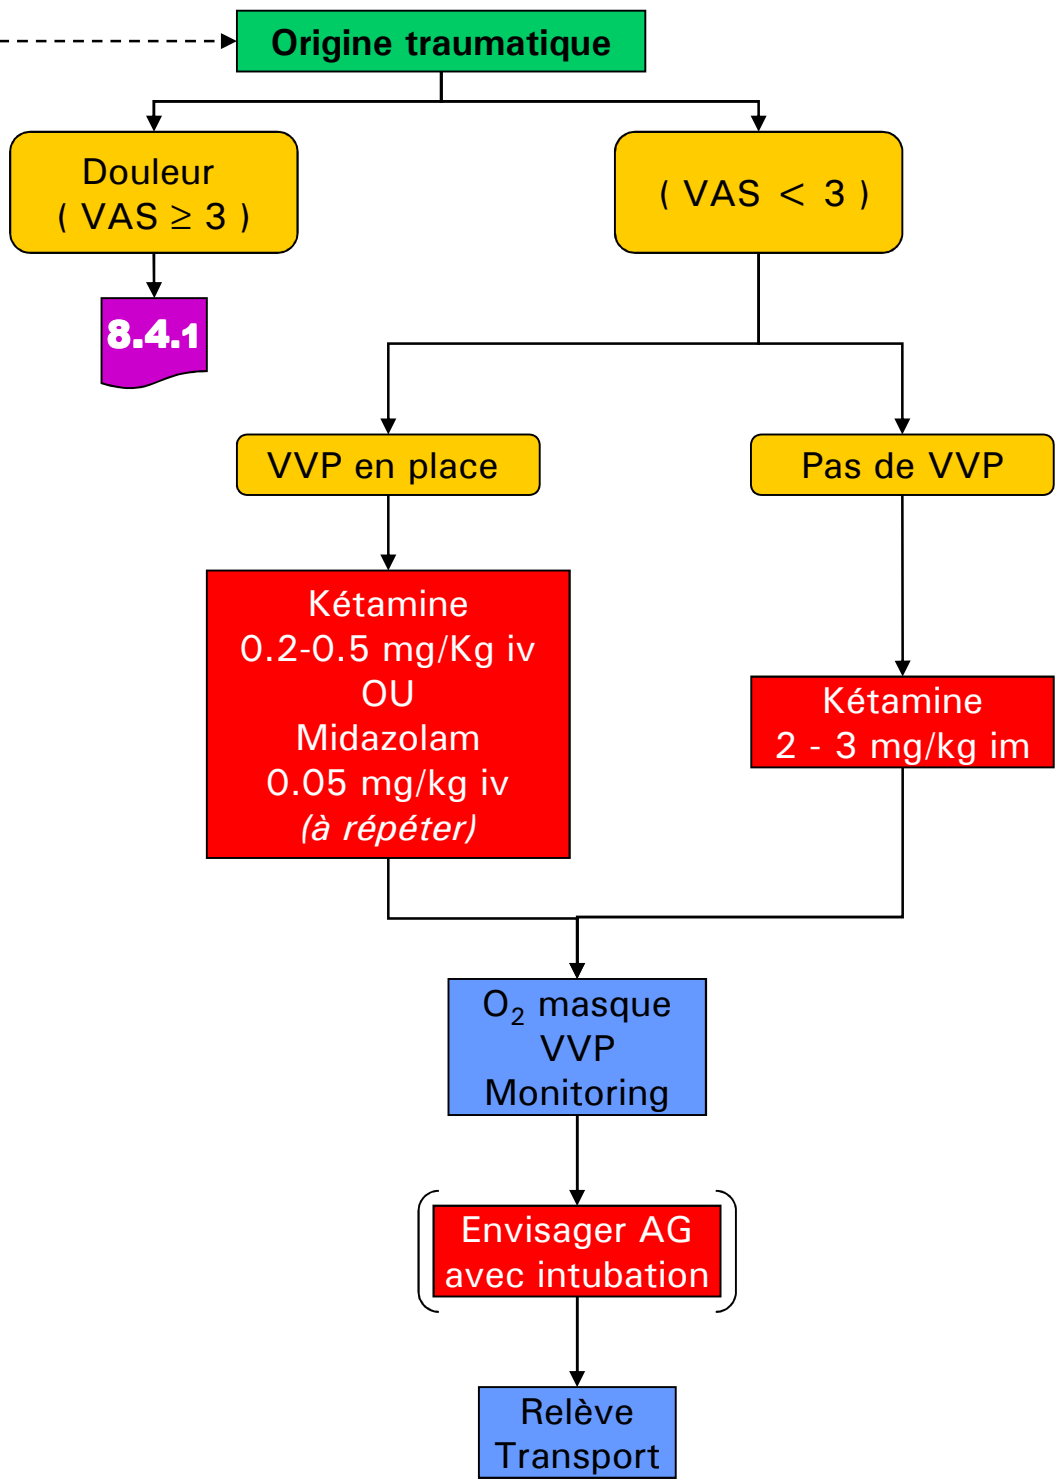 Origine traumatique
Douleur
( VAS ≥ 3 )
( VAS < 3 )
8.4.1
VVP en place
Pas de VVP
Kétamine
0.2-0.5 mg/Kg iv
OU
Midazolam
0.05 mg/kg iv
(à répéter)
Kétamine
2 - 3 mg/kg im
O₂ masque
VVP
Monitoring
Envisager AG
avec intubation
Relève
Transport